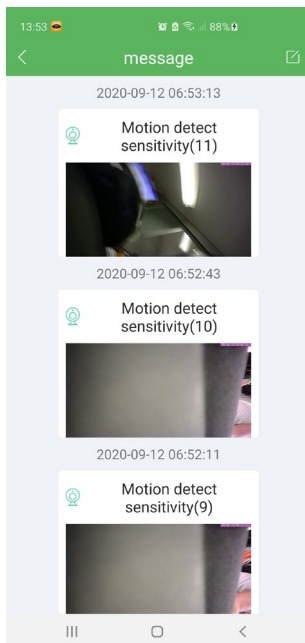 13:53 88%
message
2020-09-12 06:53:13
Motion detect
sensitivity(11)
2020-09-12 06:52:43
Motion detect
sensitivity(10)
2020-09-12 06:52:11
Motion detect
sensitivity(9)